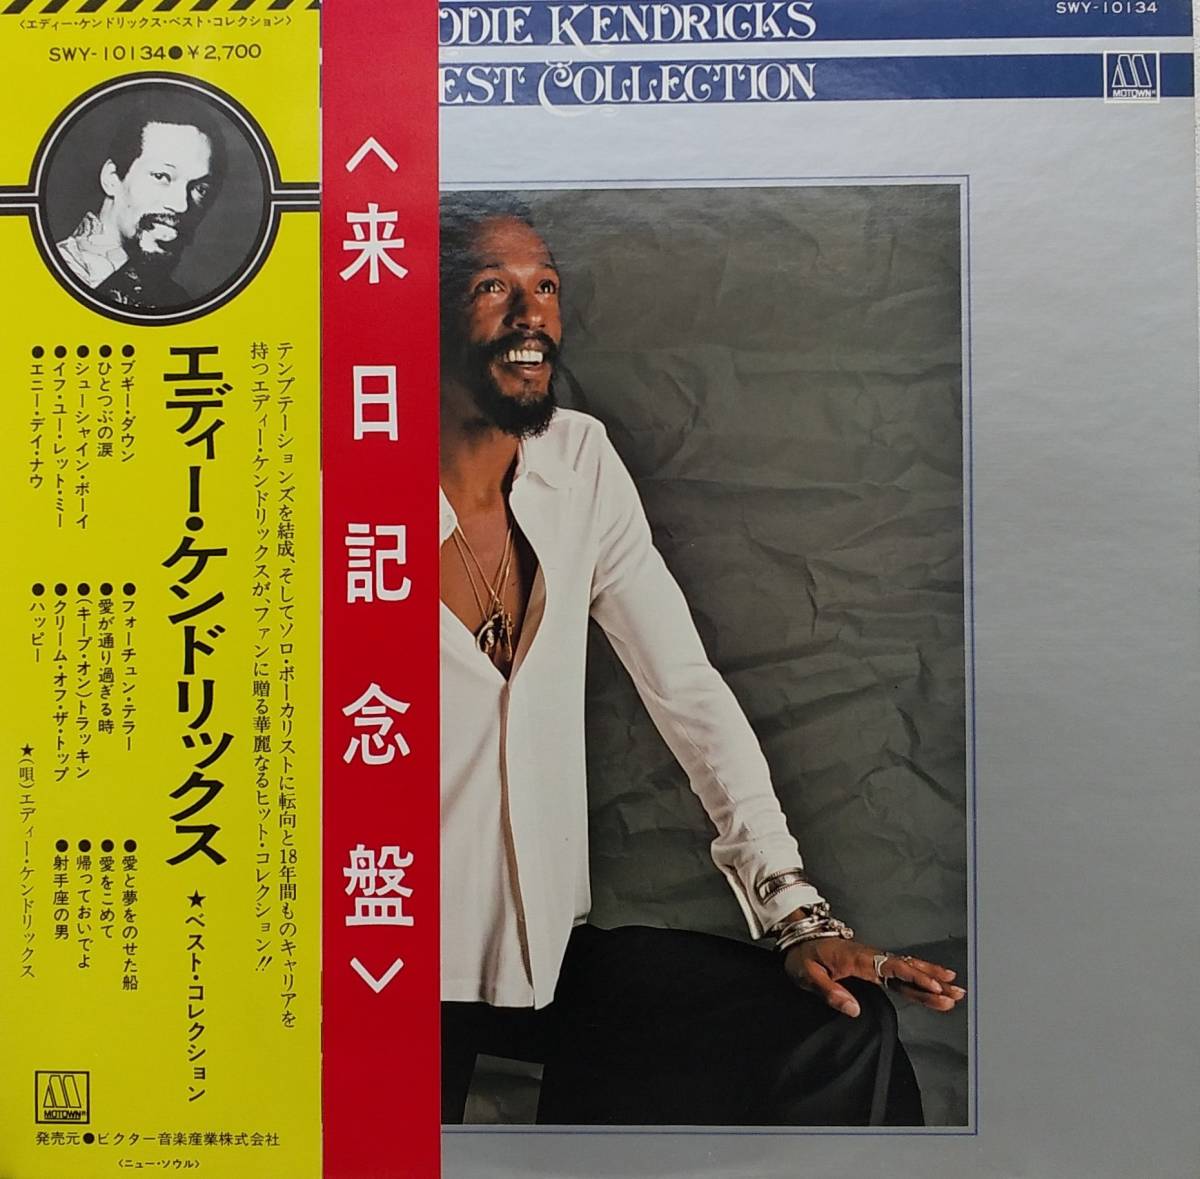 〈エディー・ケンドリックス・ベスト・コレクション〉
SWY-10134●¥2,700
テンプテーションズを結成、そしてソロ・ボーカリストに転向と18年間ものキャリアを
持つエディー・ケンドリックスが、ファンに贈る華麗なるヒット・コレクション!!
エディー・ケンドリックス★ベスト・コレクション
●ブギー・ダウン
●ひとつぶの涙
●シューシャイン・ボーイ
●イフ・ユー・レット・ミー
●エニー・デイ・ナウ
●フォーチュン・テラー
●愛が通り過ぎる時
●(キープ・オン)トラッキン
●クリーム・オフ・ザ・トップ
●ハッピー
●愛と夢をのせた船
●愛をこめて
●帰っておいでよ
●射手座の男
★(唄)エディー・ケンドリックス
MOTOWN®
発売元●ビクター音楽産業株式会社
〈ニュー・ソウル〉
〈来日記念盤〉
DDIE KENDRICKS
EST COLLECTION
SWY-10134
MOTOWN®